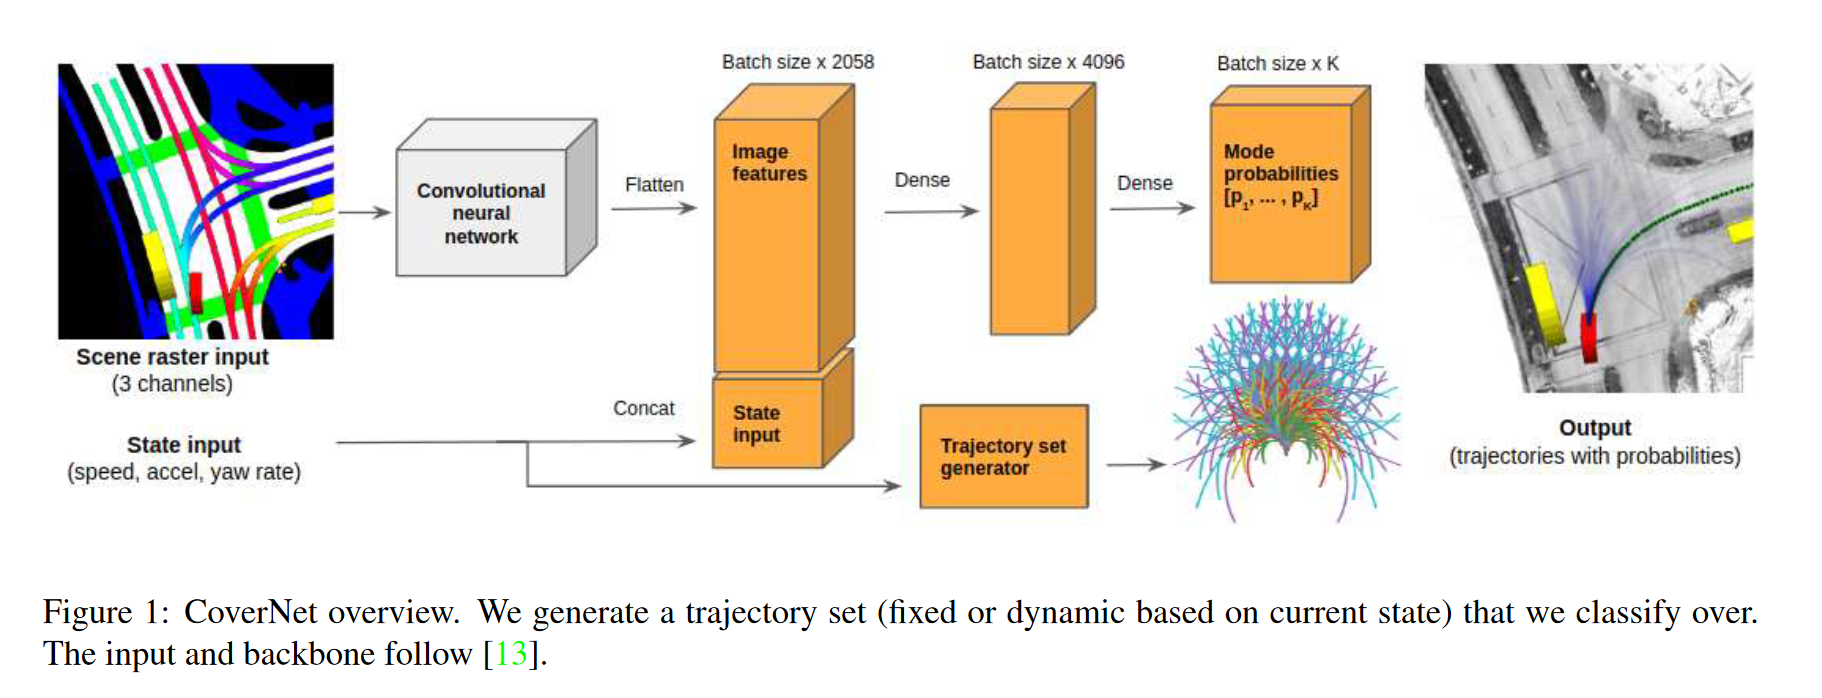 Batch size x 2058
Batch size x 4096
Batch size x K
Image
features
Mode
probabilities
[p1, ... , pK]
Convolutional
neural
network
Flatten
Dense
Dense
Scene raster input
(3 channels)
Concat
State
input
State input
(speed, accel, yaw rate)
Trajectory set
generator
Output
(trajectories with probabilities)
Figure 1: CoverNet overview. We generate a trajectory set (fixed or dynamic based on current state) that we classify over.
The input and backbone follow [13].